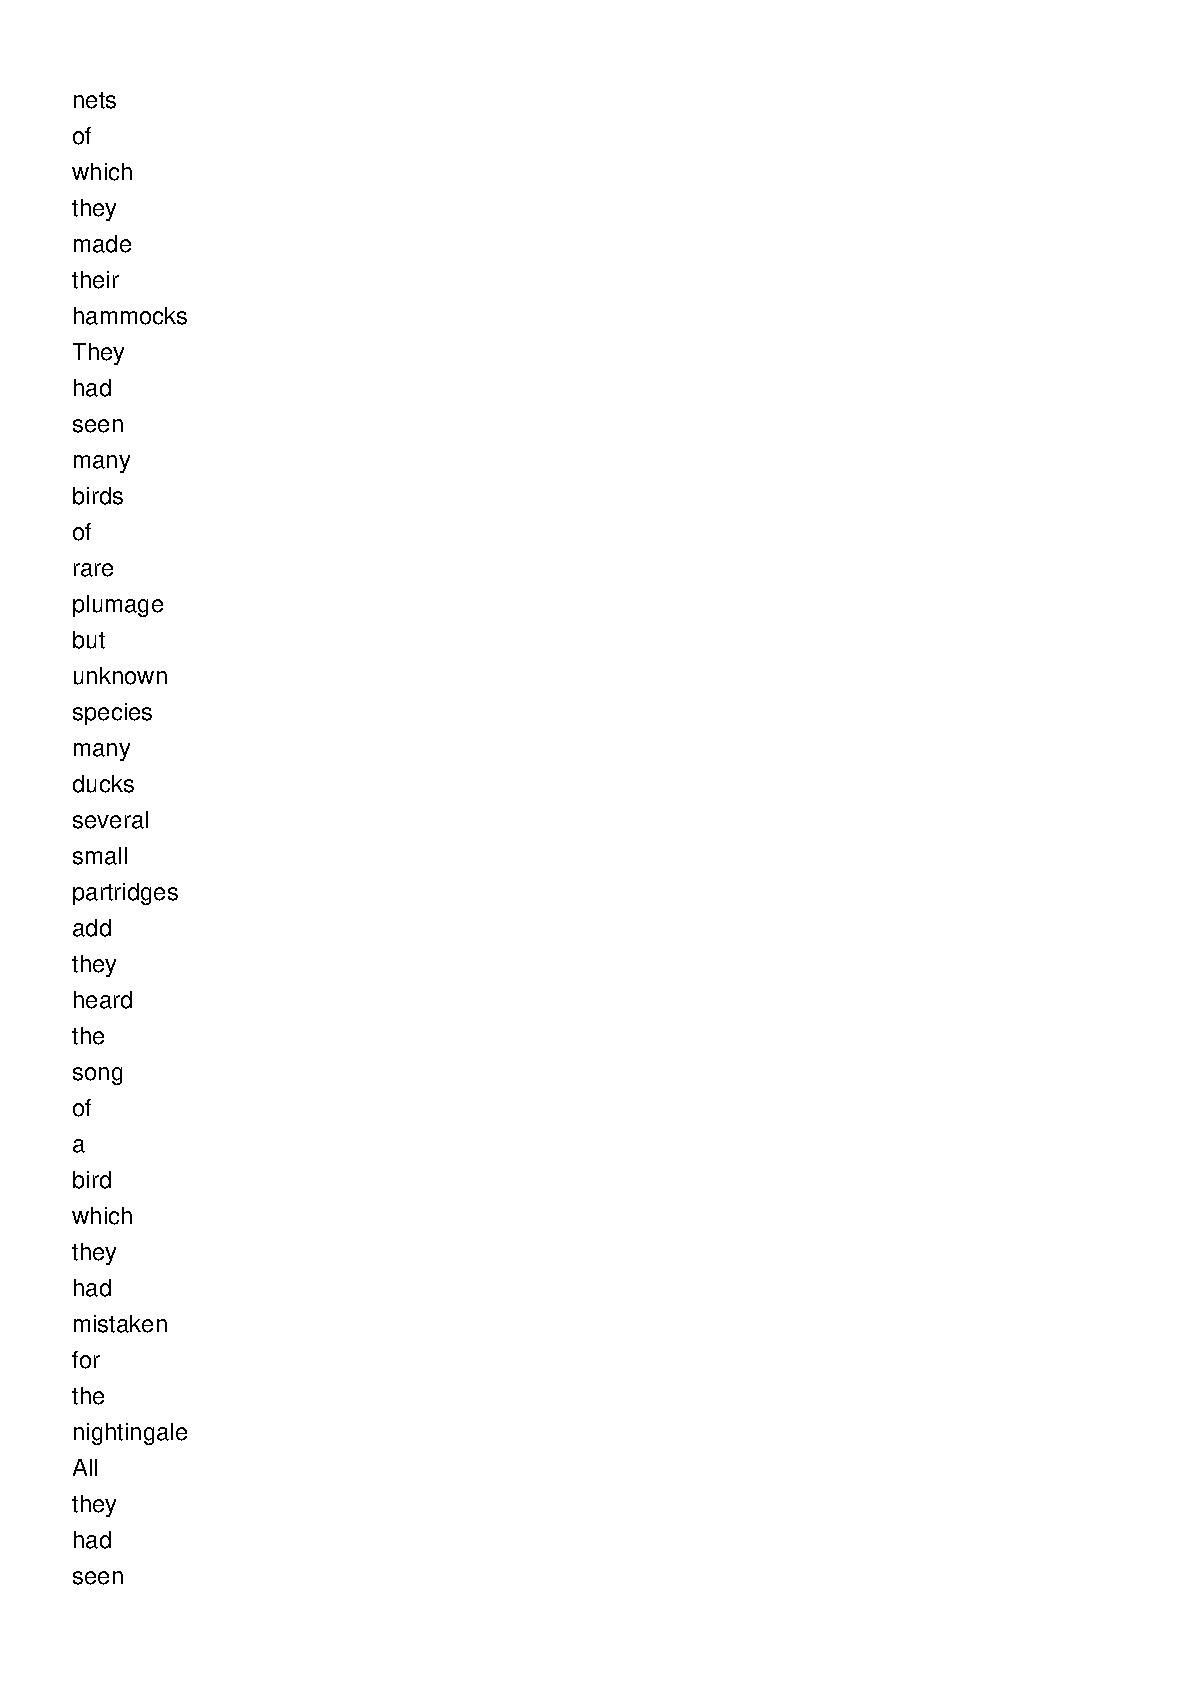 nets
of
which
they
made
their
hammocks
They
had
seen
many
birds
of
rare
plumage
but
unknown
species
many
ducks
several
small
partridges
add
they
heard
the
song
of
a
bird
which
they
had
mistaken
for
the
nightingale
All
they
had
seen